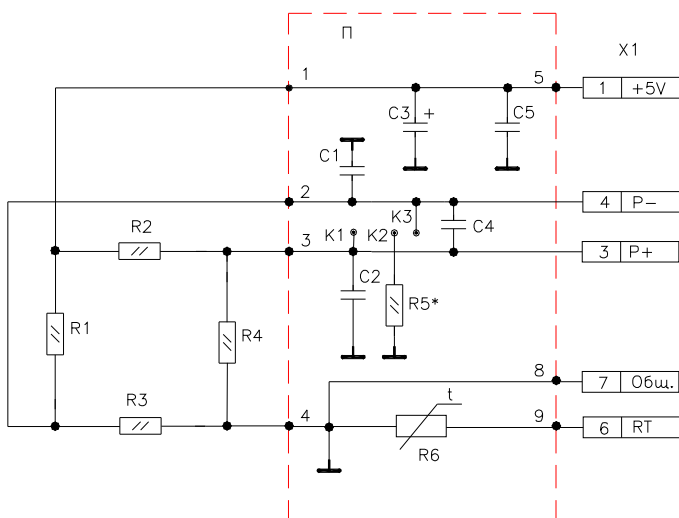 П
X1
1
5
1 +5V
C3 +
C5
C1
2
4 P-
R2
K3
3
K1
K2
C4
3 P+
C2
R5*
R1
R4
8
7 Общ.
R3
4
t
9
6 RT
R6